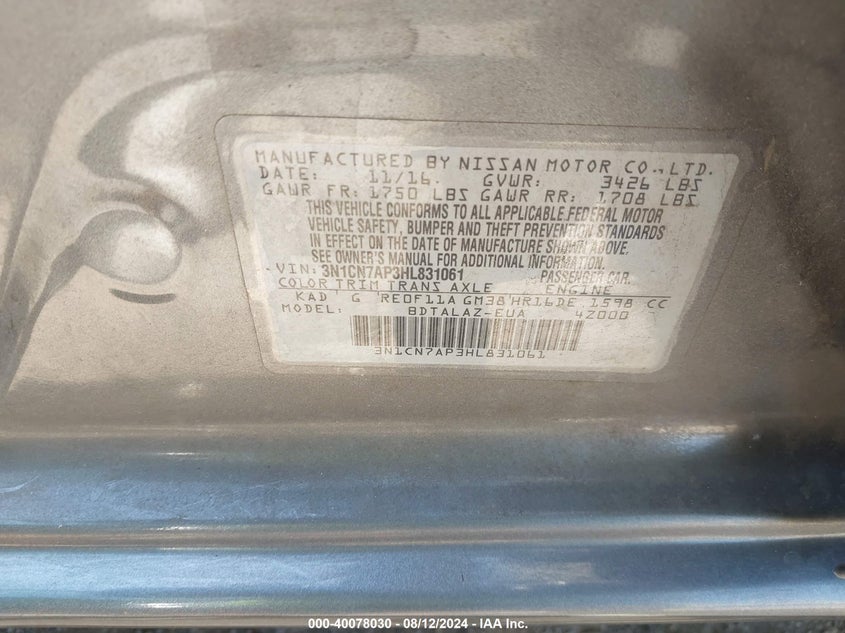 MANUFACTURED BY NISSAN MOTOR CO.,LTD.
DATE: 11/16. GVWR: 3426 LBS
GAWR FR: 1750 LBS GAWR RR: 1708 LBS
THIS VEHICLE CONFORMS TO ALL APPLICABLE FEDERAL MOTOR
VEHICLE SAFETY, BUMPER AND THEFT PREVENTION STANDARDS
IN EFFECT ON THE DATE OF MANUFACTURE SHOWN ABOVE.
SEE OWNER'S MANUAL FOR ADDITIONAL INFORMATION.
VIN: 3N1CN7AP3HL831061 PASSENGER CAR.
COLOR TRIM TRANS AXLE ENGINE
KAD G RE0F11A GM38 HR16DE 1598 CC
MODEL: BDTALAZ-EUA 4Z000
3N1CN7AP3HL831061
000-40078030 - 08/12/2024 - IAA Inc.